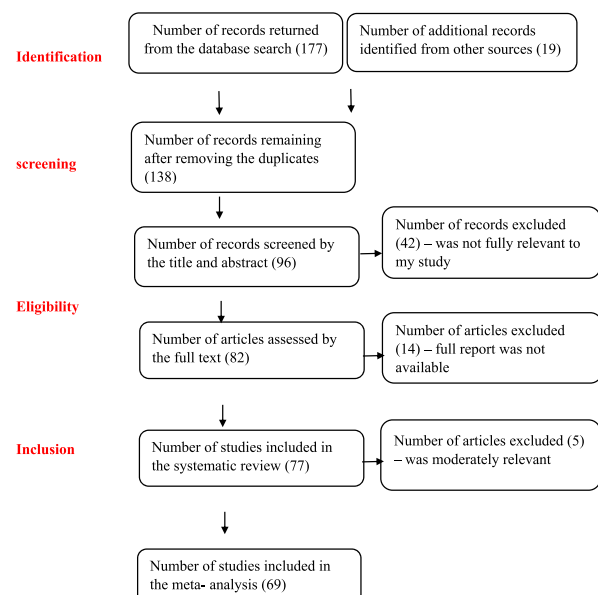 Number of records returned
from the database search (177)
Number of additional records
identified from other sources (19)
Identification
Number of records remaining
after removing the duplicates
(138)
screening
Number of records screened by
the title and abstract (96)
Number of records excluded
(42) – was not fully relevant to
my study
Eligibility
Number of articles assessed by
the full text (82)
Number of articles excluded
(14) – full report was not
available
Inclusion
Number of studies included in
the systematic review (77)
Number of articles excluded (5)
– was moderately relevant
Number of studies included in
the meta- analysis (69)